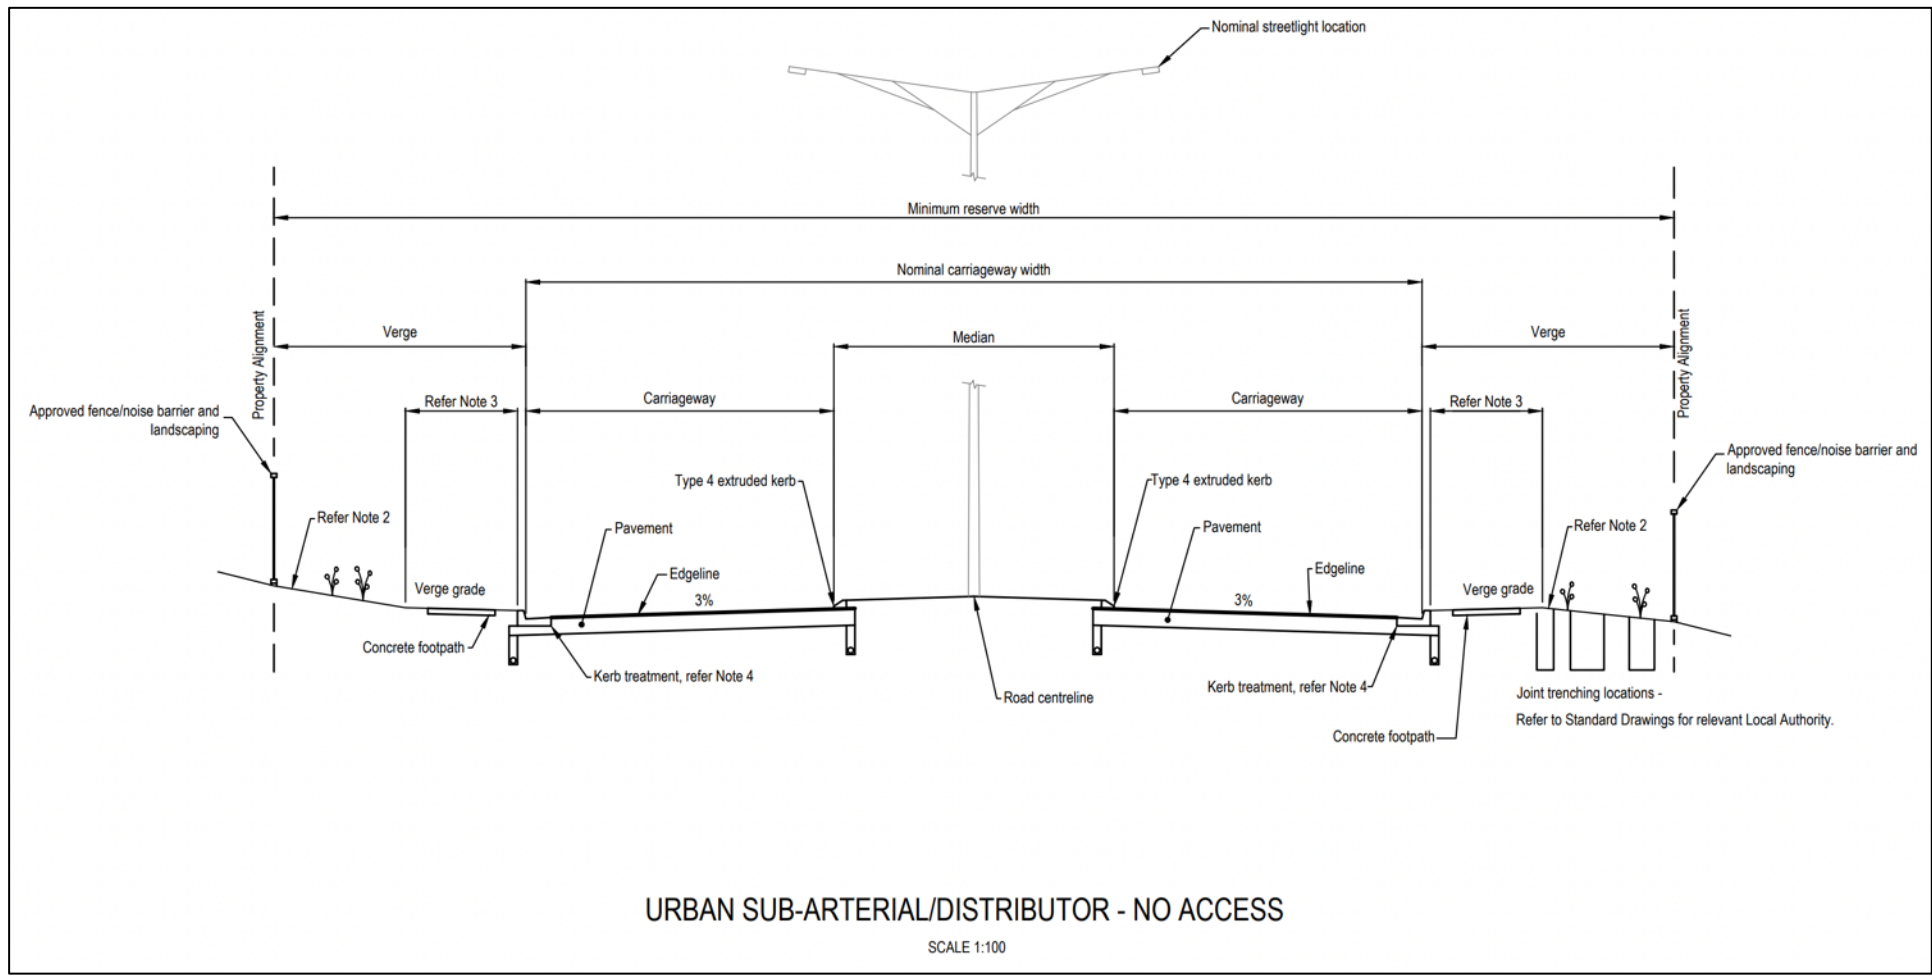 Nominal streetlight location
Minimum reserve width
Nominal carriageway width
Property Alignment
Verge
Median
Verge
Property Alignment
Approved fence/noise barrier and
landscaping
Refer Note 3
Carriageway
Carriageway
Refer Note 3
Approved fence/noise barrier and
landscaping
Type 4 extruded kerb
Type 4 extruded kerb
Refer Note 2
Pavement
Pavement
Refer Note 2
Edgeline
Edgeline
Verge grade
3%
3%
Verge grade
Concrete footpath
Kerb treatment, refer Note 4
Road centreline
Kerb treatment, refer Note 4
Joint trenching locations -
Refer to Standard Drawings for relevant Local Authority.
Concrete footpath
URBAN SUB-ARTERIAL/DISTRIBUTOR - NO ACCESS
SCALE 1:100